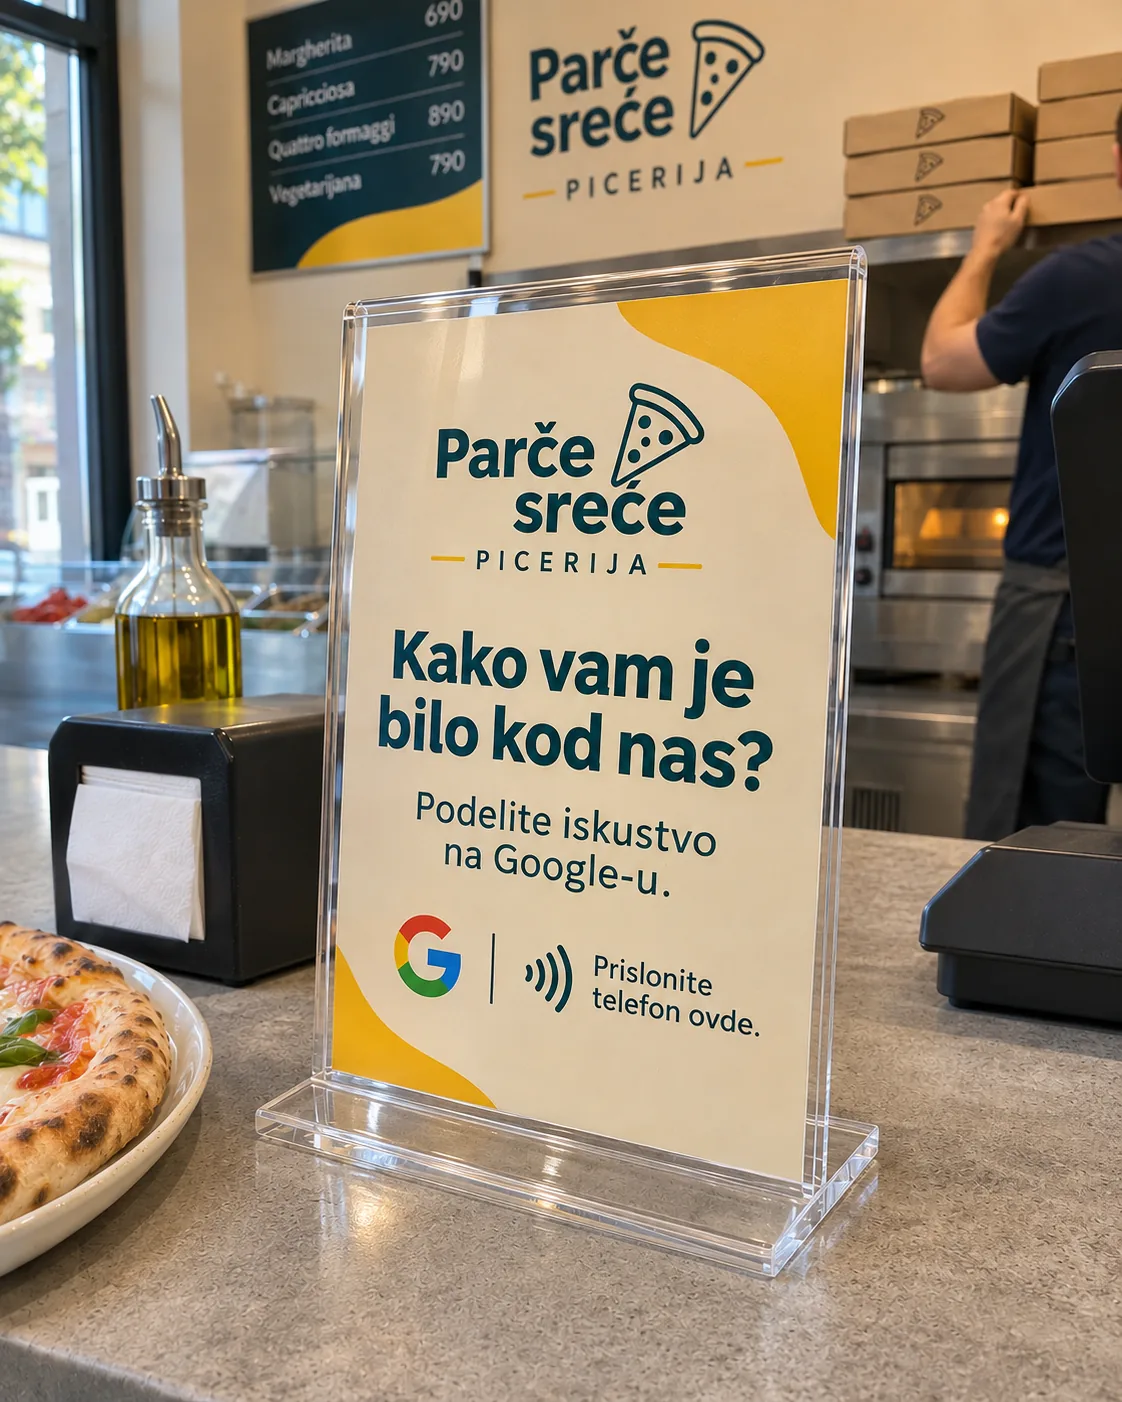 Margherita 690
Capricciosa 790
Quattro formaggi 890
Vegetarijana 790
Parče
sreće
PICERIJA
Parče
sreće
PICERIJA
Kako vam je
bilo kod nas?
Podelite iskustvo
na Google-u.
G
Prislonite
telefon ovde.